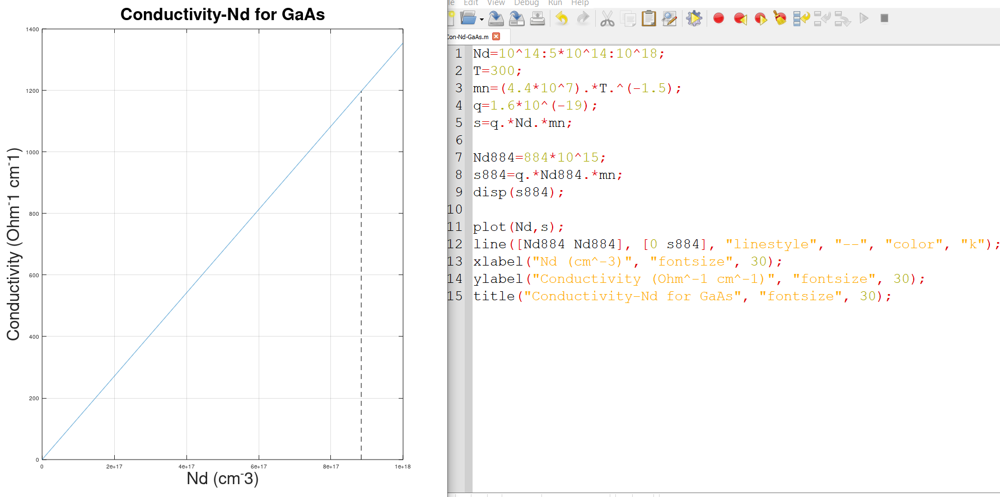 Conductivity-Nd for GaAs
1400
1200
1000
800
600
400
200
0
Conductivity (Ohm-1 cm-1)
0 2e+17 4e+17 6e+17 8e+17 1e+18
Nd (cm-3)
le Edit View Debug Run Help
Con-Nd-GaAs.m
1 Nd=10^14:5*10^14:10^18;
2 T=300;
3 mn=(4.4*10^7).*T.^(-1.5);
4 q=1.6*10^(-19);
5 s=q.*Nd.*mn;
6
7 Nd884=884*10^15;
8 s884=q.*Nd884.*mn;
9 disp(s884);
10
11 plot(Nd,s);
12 line([Nd884 Nd884], [0 s884], "linestyle", "--", "color", "k");
13 xlabel("Nd (cm^-3)", "fontsize", 30);
14 ylabel("Conductivity (Ohm^-1 cm^-1)", "fontsize", 30);
15 title("Conductivity-Nd for GaAs", "fontsize", 30);